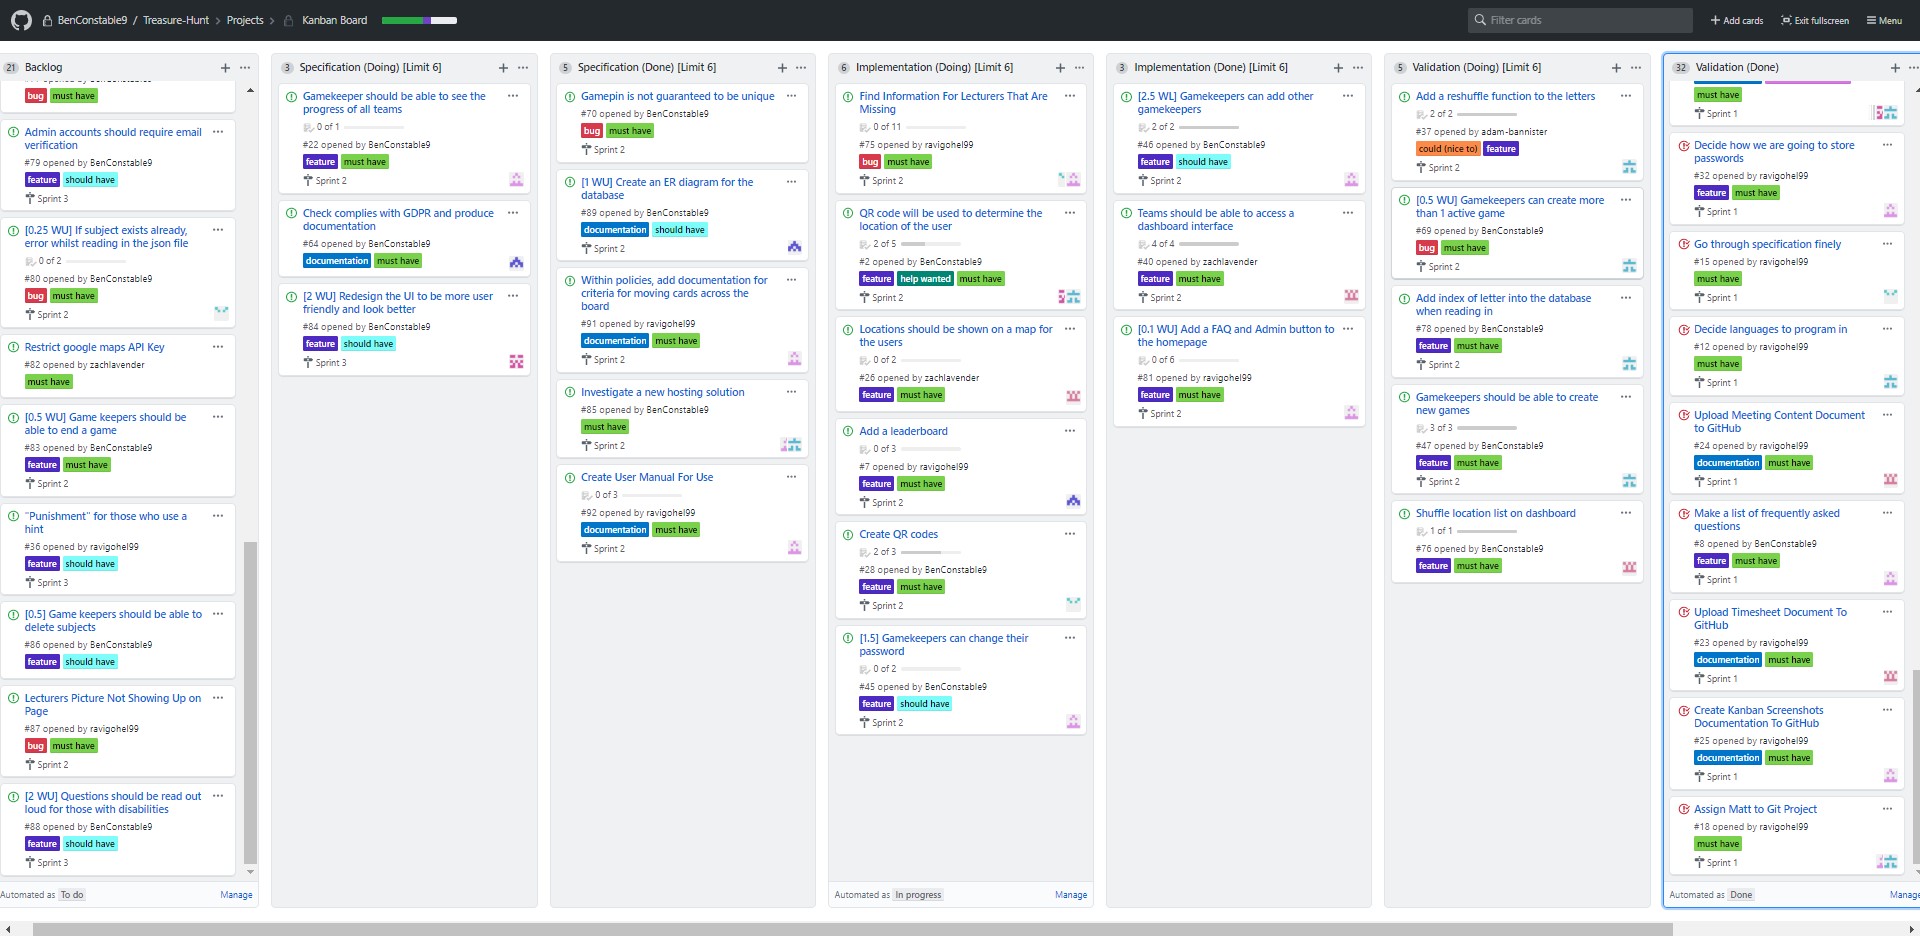 BenConstable9 / Treasure-Hunt > Projects > Kanban Board
Filter cards
Add cards
Exit fullscreen
Menu
21 Backlog
bug must have
Admin accounts should require email
verification
#79 opened by BenConstable9
feature should have
Sprint 3
[0.25 WU] If subject exists already,
error whilst reading in the json file
0 of 2
#80 opened by BenConstable9
bug must have
Sprint 2
Restrict google maps API Key
#82 opened by zachlavender
must have
[0.5 WU] Game keepers should be
able to end a game
#83 opened by BenConstable9
feature must have
Sprint 2
"Punishment" for those who use a
hint
#36 opened by ravigohel99
feature should have
Sprint 3
[0.5] Game keepers should be able to
delete subjects
#86 opened by BenConstable9
feature should have
Lecturers Picture Not Showing Up on
Page
#87 opened by ravigohel99
bug must have
Sprint 2
[2 WU] Questions should be read out
loud for those with disabilities
#88 opened by BenConstable9
feature should have
Sprint 3
Automated as To do
Manage
3 Specification (Doing) [Limit 6]
Gamekeeper should be able to see the
progress of all teams
0 of 1
#22 opened by BenConstable9
feature must have
Sprint 2
Check complies with GDPR and produce
documentation
#64 opened by BenConstable9
documentation must have
[2 WU] Redesign the UI to be more user
friendly and look better
#84 opened by BenConstable9
feature should have
Sprint 3
5 Specification (Done) [Limit 6]
Gamepin is not guaranteed to be unique
#70 opened by BenConstable9
bug must have
Sprint 2
[1 WU] Create an ER diagram for the
database
#89 opened by BenConstable9
documentation should have
Sprint 2
Within policies, add documentation for
criteria for moving cards across the
board
#91 opened by ravigohel99
documentation must have
Sprint 2
Investigate a new hosting solution
#85 opened by BenConstable9
must have
Sprint 2
Create User Manual For Use
0 of 3
#92 opened by ravigohel99
documentation must have
Sprint 2
6 Implementation (Doing) [Limit 6]
Find Information For Lecturers That Are
Missing
0 of 11
#75 opened by ravigohel99
bug must have
Sprint 2
QR code will be used to determine the
location of the user
2 of 5
#2 opened by BenConstable9
feature help wanted must have
Sprint 2
Locations should be shown on a map for
the users
0 of 2
#26 opened by zachlavender
feature must have
Add a leaderboard
0 of 3
#7 opened by ravigohel99
feature must have
Sprint 2
Create QR codes
2 of 3
#28 opened by BenConstable9
feature must have
Sprint 2
[1.5] Gamekeepers can change their
password
0 of 2
#45 opened by BenConstable9
feature should have
Sprint 2
Automated as In progress
Manage
3 Implementation (Done) [Limit 6]
[2.5 WL] Gamekeepers can add other
gamekeepers
2 of 2
#46 opened by BenConstable9
feature should have
Sprint 2
Teams should be able to access a
dashboard interface
4 of 4
#40 opened by zachlavender
feature must have
Sprint 2
[0.1 WU] Add a FAQ and Admin button to
the homepage
0 of 6
#81 opened by ravigohel99
feature must have
Sprint 2
5 Validation (Doing) [Limit 6]
Add a reshuffle function to the letters
2 of 2
#37 opened by adam-bannister
could (nice to) feature
Sprint 2
[0.5 WU] Gamekeepers can create more
than 1 active game
#69 opened by BenConstable9
bug must have
Sprint 2
Add index of letter into the database
when reading in
#78 opened by BenConstable9
feature must have
Sprint 2
Gamekeepers should be able to create
new games
3 of 3
#47 opened by BenConstable9
feature must have
Sprint 2
Shuffle location list on dashboard
1 of 1
#76 opened by BenConstable9
feature must have
32 Validation (Done)
must have
Sprint 1
Decide how we are going to store
passwords
#32 opened by ravigohel99
feature must have
Sprint 1
Go through specification finely
#15 opened by ravigohel99
must have
Sprint 1
Decide languages to program in
#12 opened by ravigohel99
must have
Sprint 1
Upload Meeting Content Document
to GitHub
#24 opened by ravigohel99
documentation must have
Sprint 1
Make a list of frequently asked
questions
#8 opened by BenConstable9
feature must have
Sprint 1
Upload Timesheet Document To
GitHub
#23 opened by ravigohel99
documentation must have
Sprint 1
Create Kanban Screenshots
Documentation To GitHub
#25 opened by ravigohel99
documentation must have
Sprint 1
Assign Matt to Git Project
#18 opened by ravigohel99
must have
Sprint 1
Automated as Done
Manage